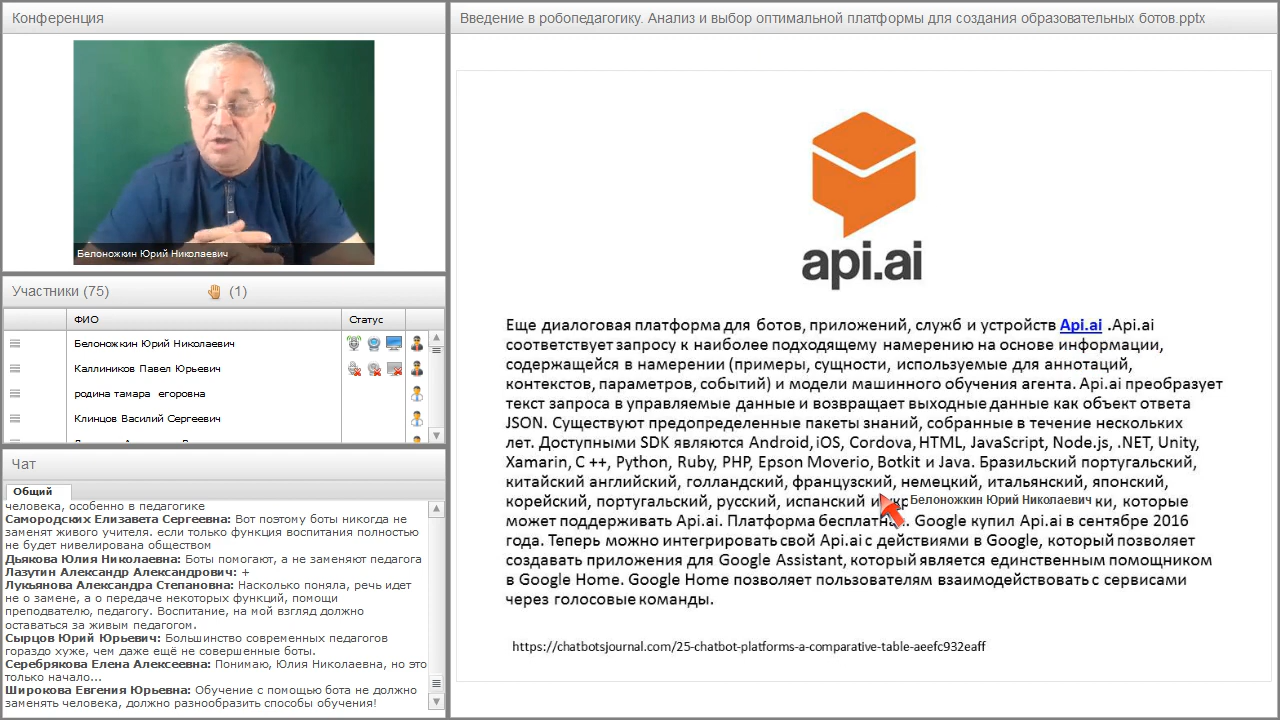 Конференция
Белоножкин Юрий Николаевич
Участники (75)
(1)
ФИО
Статус
Белоножкин Юрий Николаевич
Каллиников Павел Юрьевич
родина тамара егоровна
Клинцов Василий Сергеевич
Чат
Общий
человека, особенно в педагогике
Самородских Елизавета Сергеевна: Вот поэтому боты никогда не
заменят живого учителя. если только функция воспитания полностью
не будет нивелирована обществом
Дьякова Юлия Николаевна: Боты помогают, а не заменяют педагога
Лазутин Александр Александрович: +
Лукьянова Александра Степановна: Насколько поняла, речь идет
не о замене, а о передаче некоторых функций, помощи
преподвателю, педагогу. Воспитание, на мой взгляд должно
оставаться за живым педагогом.
Сырцов Юрий Юрьевич: Большинство современных педагогов
гораздо хуже, чем даже ещё не совершенные боты.
Серебрякова Елена Алексеевна: Понимаю, Юлия Николаевна, но это
только начало...
Широкова Евгения Юрьевна: Обучение с помощью бота не должно
заменять человека, должно разнообразить способы обучения!
Введение в робопедагогику. Анализ и выбор оптимальной платформы для создания образовательных ботов.pptx
api.ai
Еще диалоговая платформа для ботов, приложений, служб и устройств Api.ai .Api.ai
соответствует запросу к наиболее подходящему намерению на основе информации,
содержащейся в намерении (примеры, сущности, используемые для аннотаций,
контекстов, параметров, событий) и модели машинного обучения агента. Api.ai преобразует
текст запроса в управляемые данные и возвращает выходные данные как объект ответа
JSON. Существуют предопределенные пакеты знаний, собранные в течение нескольких
лет. Доступными SDK являются Android, iOS, Cordova, HTML, JavaScript, Node.js, .NET, Unity,
Xamarin, C ++, Python, Ruby, PHP, Epson Moverio, Botkit и Java. Бразильский португальский,
китайский английский, голландский, французский, немецкий, итальянский, японский,
корейский, португальский, русский, испанский и Белоножкин Юрий Николаевич которые
может поддерживать Api.ai. Платформа Google купил Api.ai в сентябре 2016
года. Теперь можно интегрировать свой Api.ai с действиями в Google, который позволяет
создавать приложения для Google Assistant, который является единственным помощником
в Google Home. Google Home позволяет пользователям взаимодействовать с сервисами
через голосовые команды.
https://chatbotsjournal.com/25-chatbot-platforms-a-comparative-table-aeefc932eaff